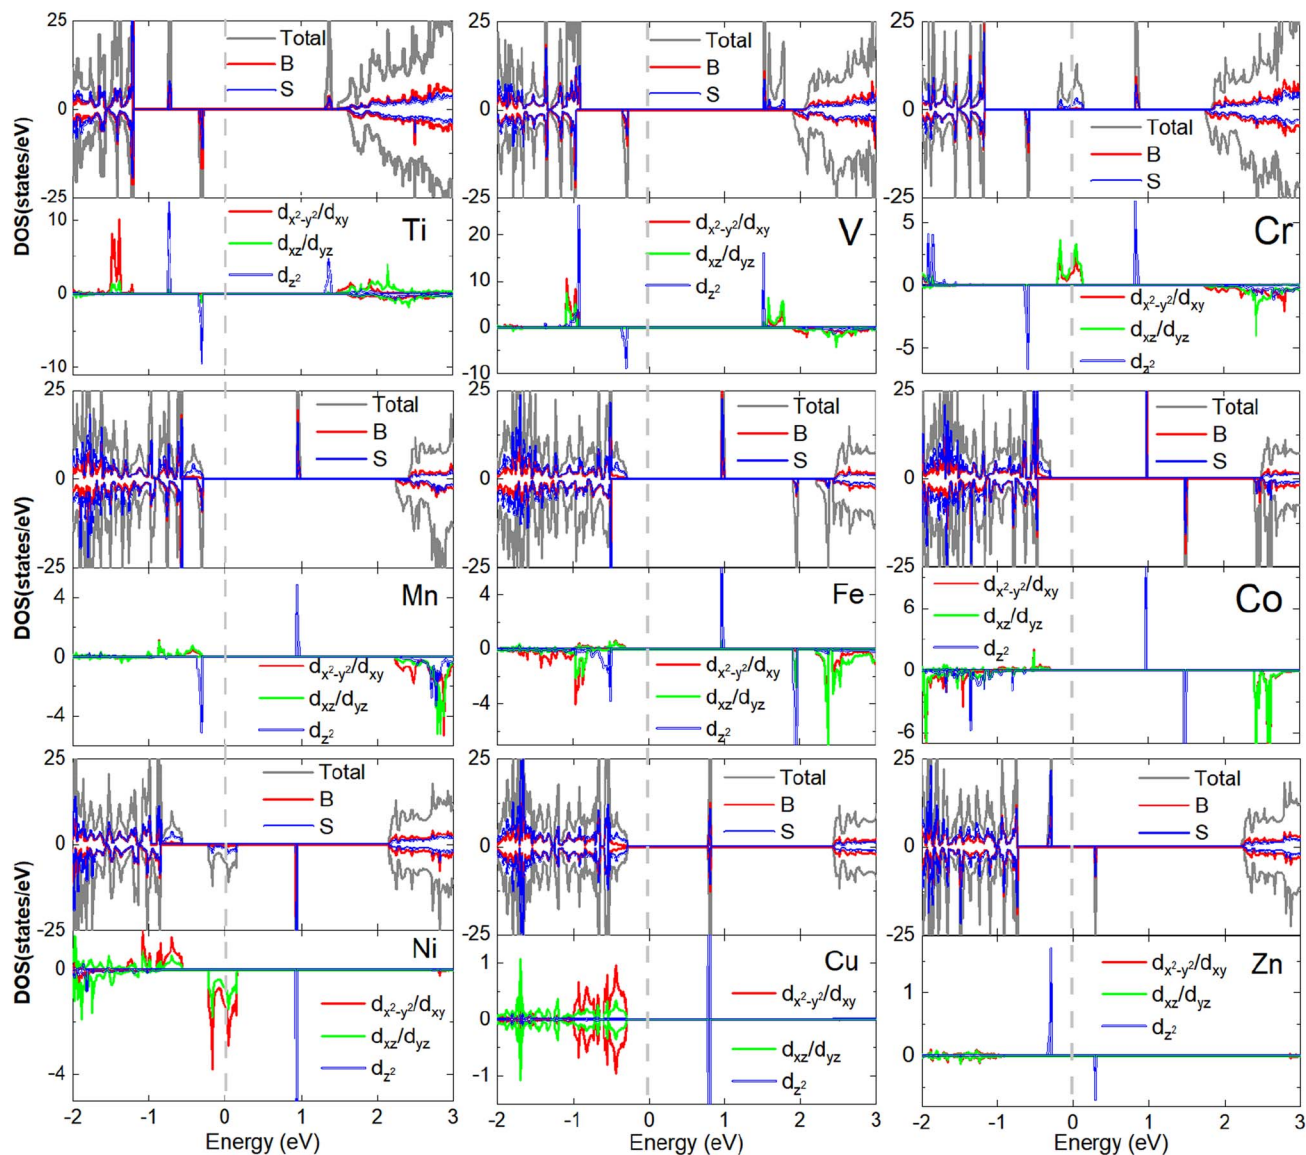 DOS(states/eV)
25
0
-25
Total
B
S
25
0
-25
Total
B
S
25
0
-25
Total
B
S
10
0
-10
dx²-y²/dxy
dxz/dyz
dz²
Ti
30
20
10
0
-10
dx²-y²/dxy
dxz/dyz
dz²
V
5
0
-5
Cr
dx²-y²/dxy
dxz/dyz
dz²
DOS(states/eV)
25
0
-25
Total
B
S
25
0
-25
Total
B
S
25
0
-25
Total
B
S
4
0
-4
Mn
dx²-y²/dxy
dxz/dyz
dz²
4
0
-4
Fe
dx²-y²/dxy
dxz/dyz
dz²
6
0
-6
dx²-y²/dxy
dxz/dyz
dz²
Co
DOS(states/eV)
25
0
-25
Total
B
S
25
0
-25
Total
B
S
25
0
-25
Total
B
S
0
-4
Ni
dx²-y²/dxy
dxz/dyz
dz²
1
0
-1
Cu
dx²-y²/dxy
dxz/dyz
dz²
1
0
dx²-y²/dxy
dxz/dyz
dz²
Zn
-2 -1 0 1 2 3
-2 -1 0 1 2 3
-2 -1 0 1 2 3
Energy (eV)
Energy (eV)
Energy (eV)